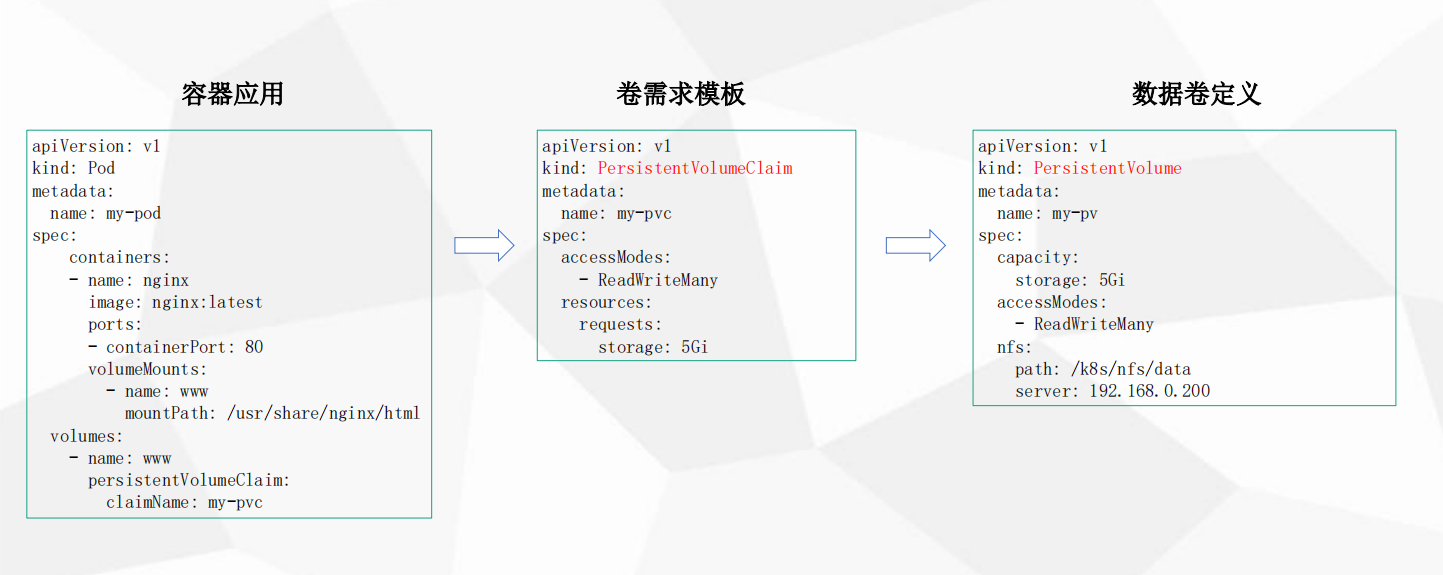 容器应用
apiVersion: v1
kind: Pod
metadata:
  name: my-pod
spec:
    containers:
    - name: nginx
      image: nginx:latest
      ports:
      - containerPort: 80
      volumeMounts:
        - name: www
          mountPath: /usr/share/nginx/html
  volumes:
    - name: www
      persistentVolumeClaim:
        claimName: my-pvc
卷需求模板
apiVersion: v1
kind: PersistentVolumeClaim
metadata:
  name: my-pvc
spec:
  accessModes:
    - ReadWriteMany
  resources:
    requests:
      storage: 5Gi
数据卷定义
apiVersion: v1
kind: PersistentVolume
metadata:
  name: my-pv
spec:
  capacity:
    storage: 5Gi
  accessModes:
    - ReadWriteMany
  nfs:
    path: /k8s/nfs/data
    server: 192.168.0.200